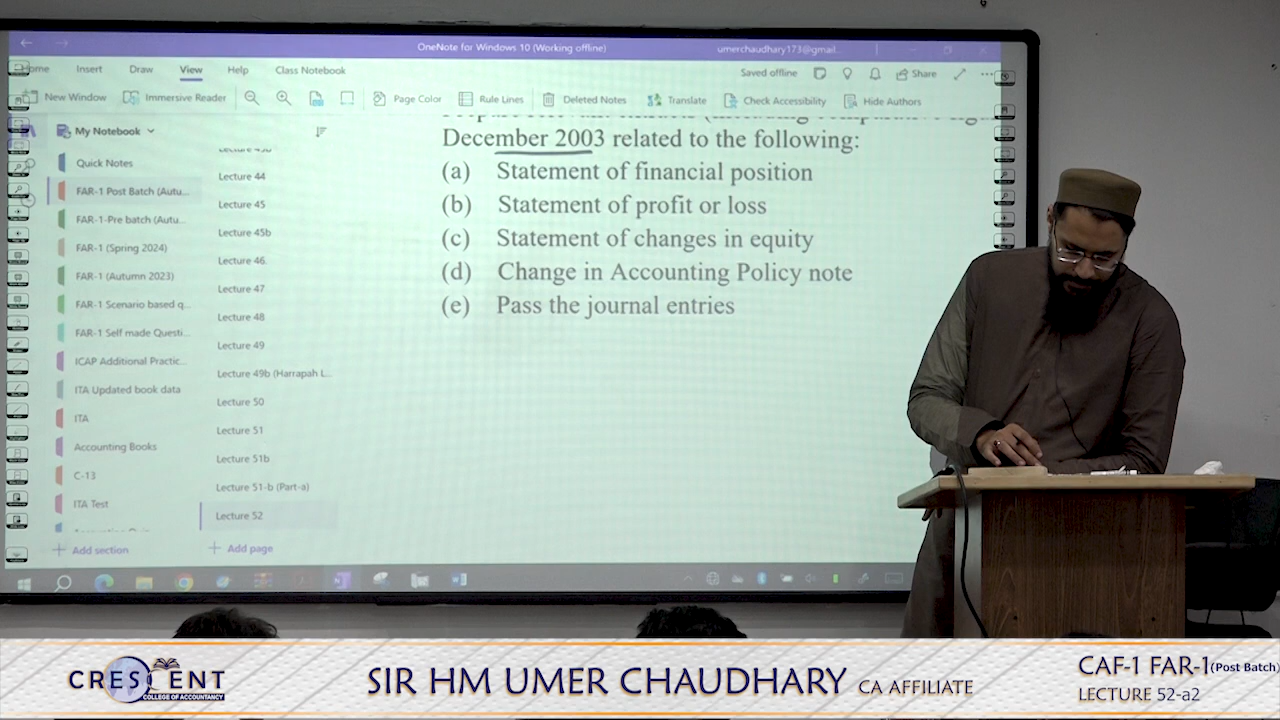 OneNote for Windows 10 (Working offline)
umerchaudhary173@gmail...
Home Insert Draw View Help Class Notebook
Saved offline
Share
New Window
Immersive Reader
Page Color
Rule Lines
Deleted Notes
Translate
Check Accessibility
Hide Authors
My Notebook
Quick Notes
FAR-1 Post Batch (Autu...
FAR-1-Pre batch (Autu...
FAR-1 (Spring 2024)
FAR-1 (Autumn 2023)
FAR-1 Scenario based q...
FAR-1 Self made Questi...
ICAP Additional Practic...
ITA Updated book data
ITA
Accounting Books
C-13
ITA Test
Add section
Lecture 44
Lecture 45
Lecture 45b
Lecture 46
Lecture 47
Lecture 48
Lecture 49
Lecture 49b (Harrapah L...
Lecture 50
Lecture 51
Lecture 51b
Lecture 51-b (Part-a)
Lecture 52
Add page
December 2003 related to the following:
(a) Statement of financial position
(b) Statement of profit or loss
(c) Statement of changes in equity
(d) Change in Accounting Policy note
(e) Pass the journal entries
CRESCENT
COLLEGE OF ACCOUNTANCY
SIR HM UMER CHAUDHARY CA AFFILIATE
CAF-1 FAR-1(Post Batch)
LECTURE 52-a2